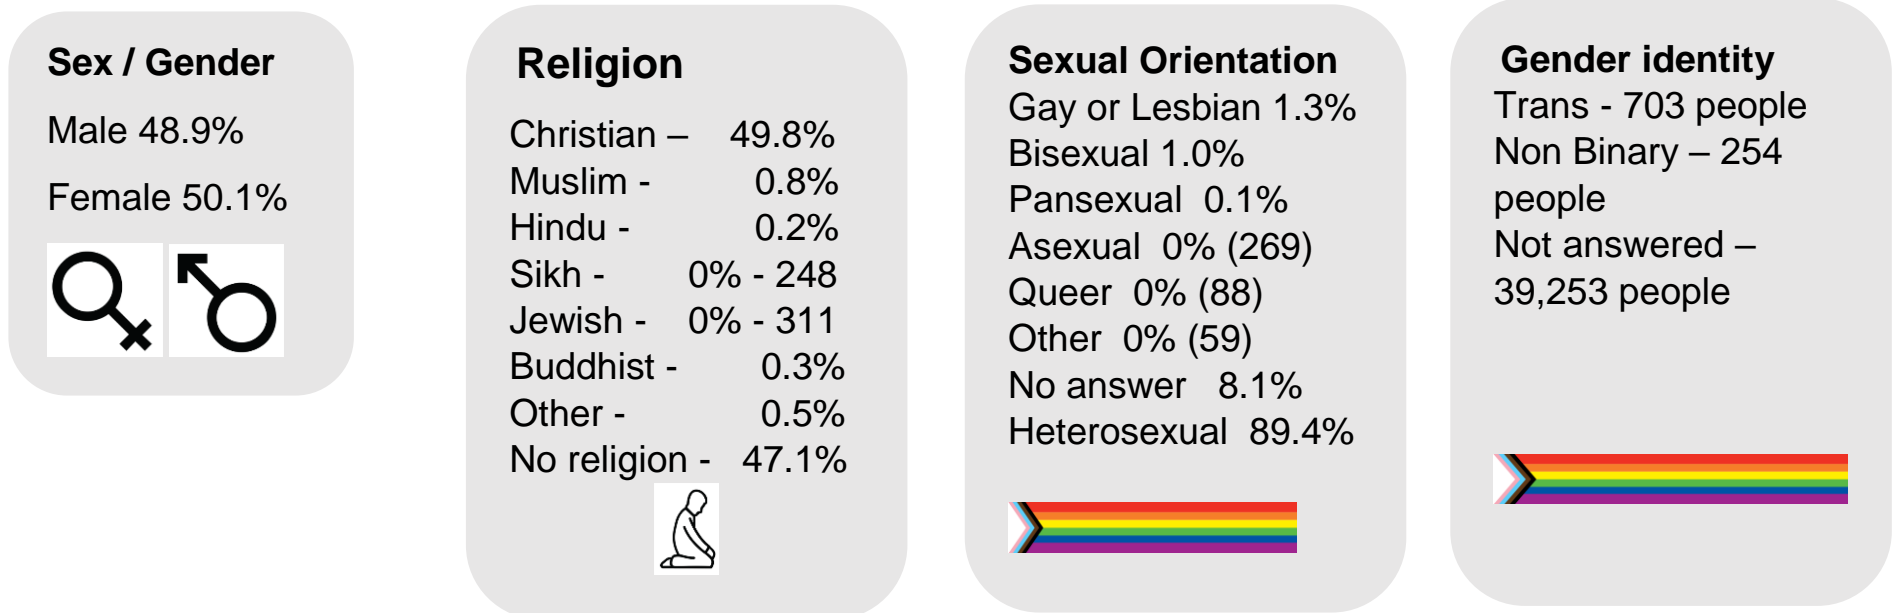 Sex / Gender
Male 48.9%
Female 50.1%
Religion
Christian – 49.8%
Muslim - 0.8%
Hindu - 0.2%
Sikh - 0% - 248
Jewish - 0% - 311
Buddhist - 0.3%
Other - 0.5%
No religion - 47.1%
Sexual Orientation
Gay or Lesbian 1.3%
Bisexual 1.0%
Pansexual 0.1%
Asexual 0% (269)
Queer 0% (88)
Other 0% (59)
No answer 8.1%
Heterosexual 89.4%
Gender identity
Trans - 703 people
Non Binary – 254
people
Not answered –
39,253 people